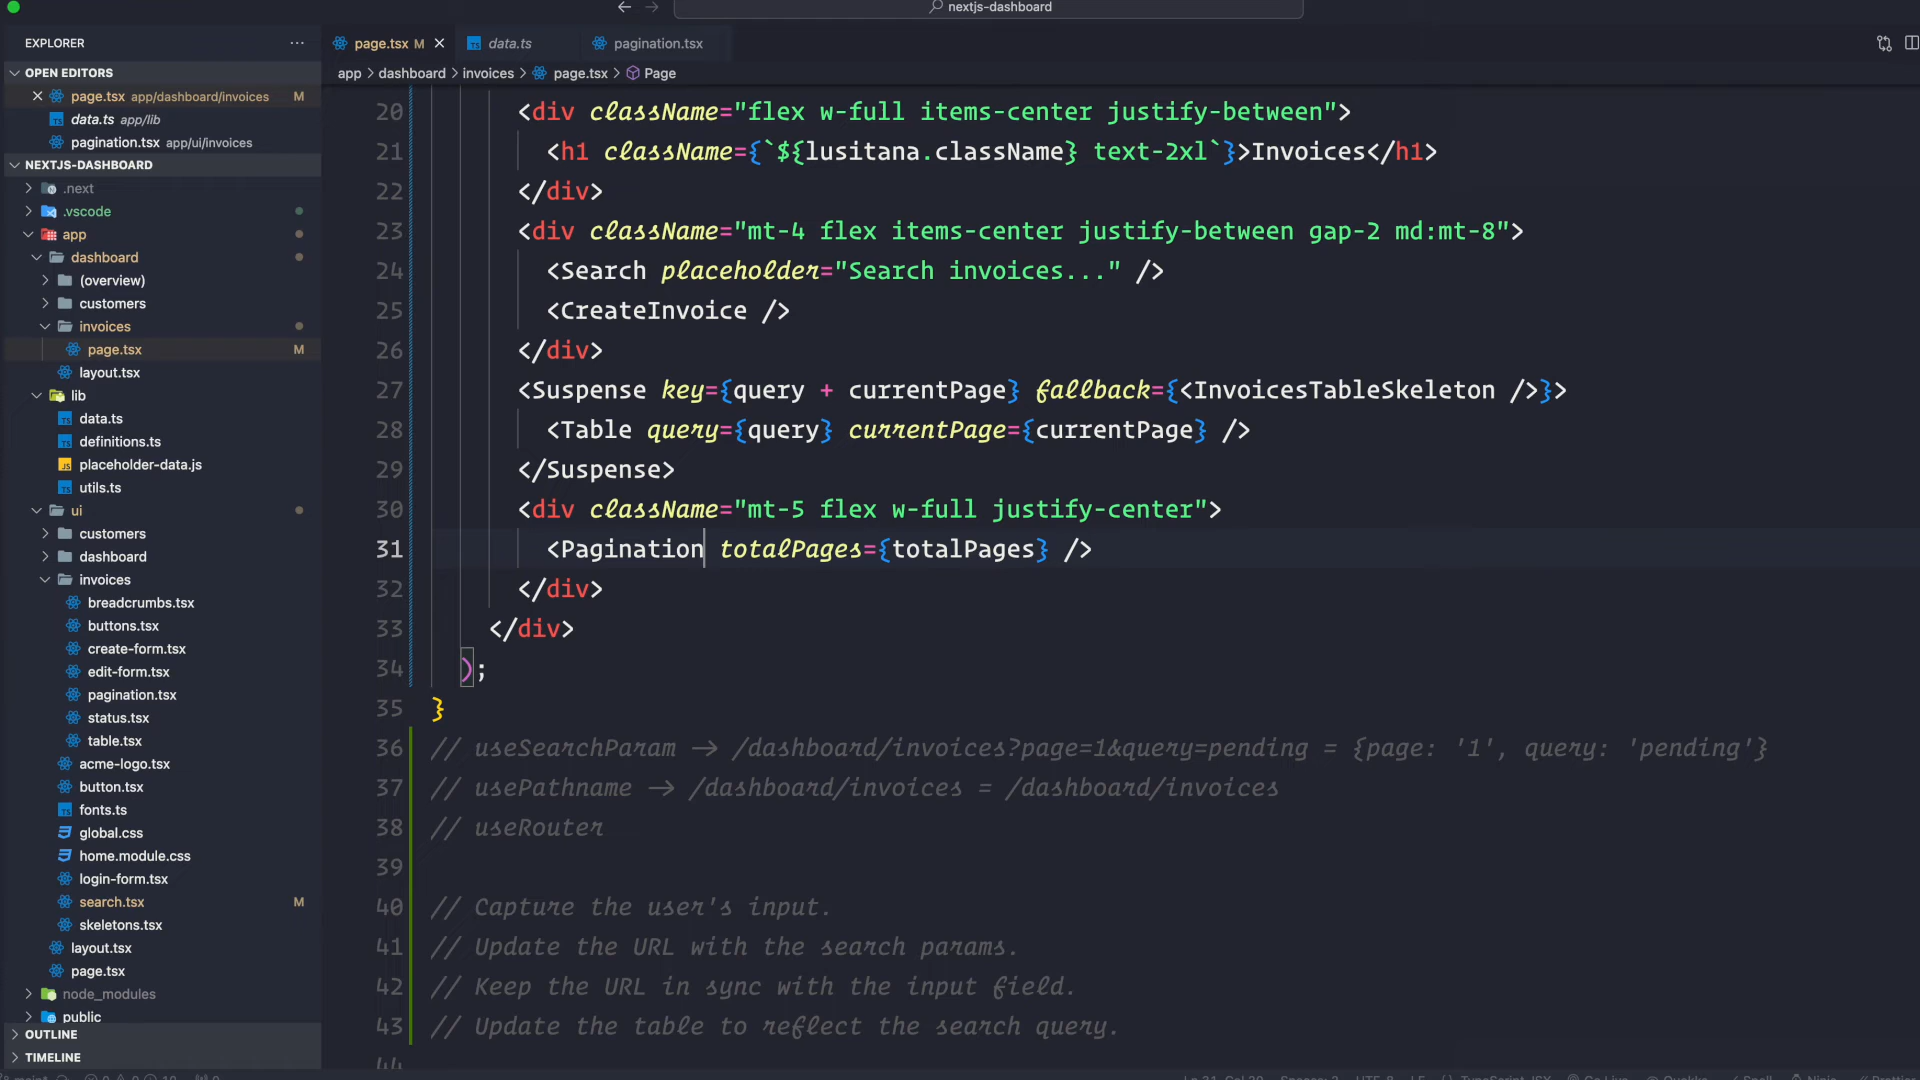 nextjs-dashboard
EXPLORER
page.tsx M
data.ts
pagination.tsx
OPEN EDITORS
app > dashboard > invoices > page.tsx > Page
page.tsx app/dashboard/invoices M
data.ts app/lib
pagination.tsx app/ui/invoices
NEXTJS-DASHBOARD
.next
.vscode
app
dashboard
(overview)
customers
invoices
page.tsx M
layout.tsx
lib
data.ts
definitions.ts
placeholder-data.js
utils.ts
ui
customers
dashboard
invoices
breadcrumbs.tsx
buttons.tsx
create-form.tsx
edit-form.tsx
pagination.tsx
status.tsx
table.tsx
acme-logo.tsx
button.tsx
fonts.ts
global.css
home.module.css
login-form.tsx
search.tsx M
skeletons.tsx
layout.tsx
page.tsx
node_modules
public
OUTLINE
TIMELINE
20 <div className="flex w-full items-center justify-between">
21 <h1 className={`${lusitana.className} text-2xl`}>Invoices</h1>
22 </div>
23 <div className="mt-4 flex items-center justify-between gap-2 md:mt-8">
24 <Search placeholder="Search invoices..." />
25 <CreateInvoice />
26 </div>
27 <Suspense key={query + currentPage} fallback={<InvoicesTableSkeleton />}>
28 <Table query={query} currentPage={currentPage} />
29 </Suspense>
30 <div className="mt-5 flex w-full justify-center">
31 <Pagination totalPages={totalPages} />
32 </div>
33 </div>
34 );
35 }
36 // useSearchParam -> /dashboard/invoices?page=1&query=pending = {page: '1', query: 'pending'}
37 // usePathname -> /dashboard/invoices = /dashboard/invoices
38 // useRouter
39
40 // Capture the user's input.
41 // Update the URL with the search params.
42 // Keep the URL in sync with the input field.
43 // Update the table to reflect the search query.
44